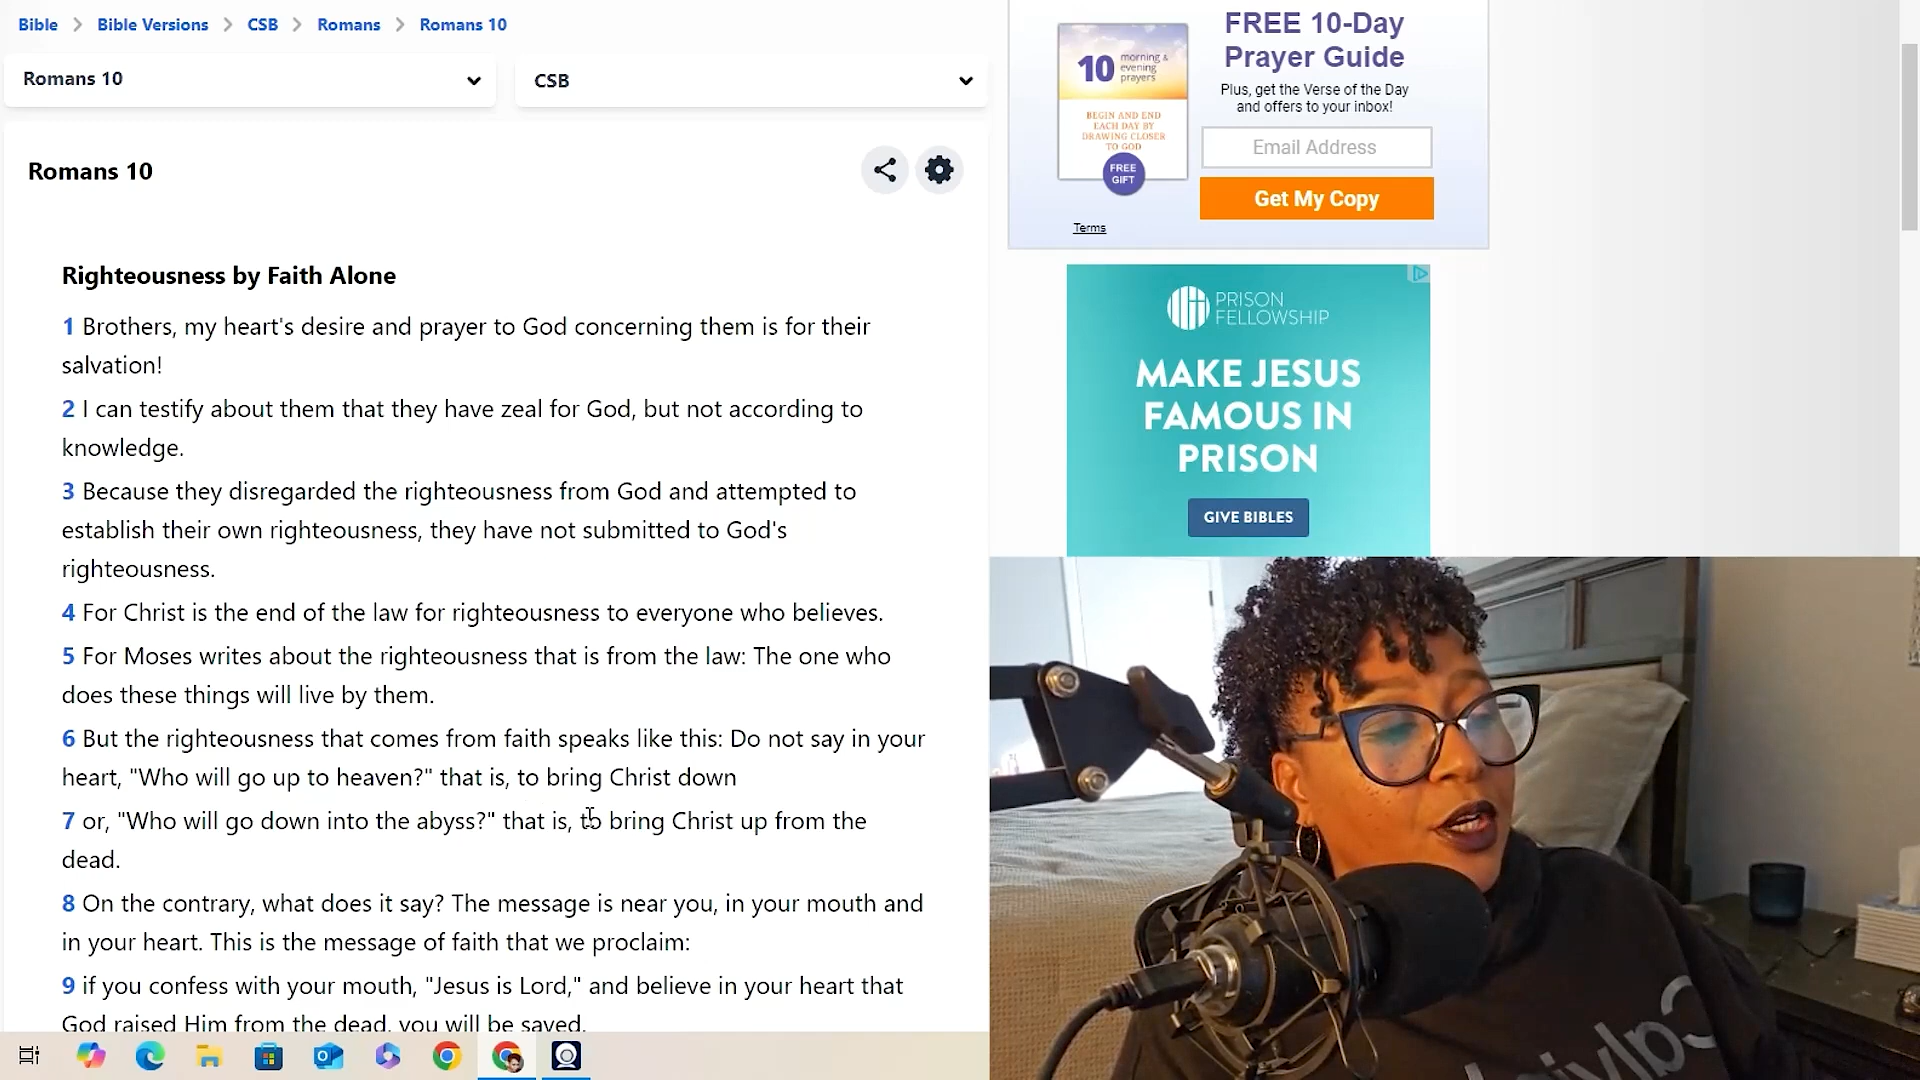 Bible > Bible Versions > CSB > Romans > Romans 10
Romans 10
CSB
Romans 10
Righteousness by Faith Alone
1 Brothers, my heart's desire and prayer to God concerning them is for their
salvation!
2 I can testify about them that they have zeal for God, but not according to
knowledge.
3 Because they disregarded the righteousness from God and attempted to
establish their own righteousness, they have not submitted to God's
righteousness.
4 For Christ is the end of the law for righteousness to everyone who believes.
5 For Moses writes about the righteousness that is from the law: The one who
does these things will live by them.
6 But the righteousness that comes from faith speaks like this: Do not say in your
heart, "Who will go up to heaven?" that is, to bring Christ down
7 or, "Who will go down into the abyss?" that is, to bring Christ up from the
dead.
8 On the contrary, what does it say? The message is near you, in your mouth and
in your heart. This is the message of faith that we proclaim:
9 if you confess with your mouth, "Jesus is Lord," and believe in your heart that
God raised Him from the dead, you will be saved.
10 morning &
evening
prayers
BEGIN AND END
EACH DAY BY
DRAWING CLOSER
TO GOD
FREE
GIFT
FREE 10-Day
Prayer Guide
Plus, get the Verse of the Day
and offers to your inbox!
Email Address
Get My Copy
Terms
PRISON
FELLOWSHIP
MAKE JESUS
FAMOUS IN
PRISON
GIVE BIBLES